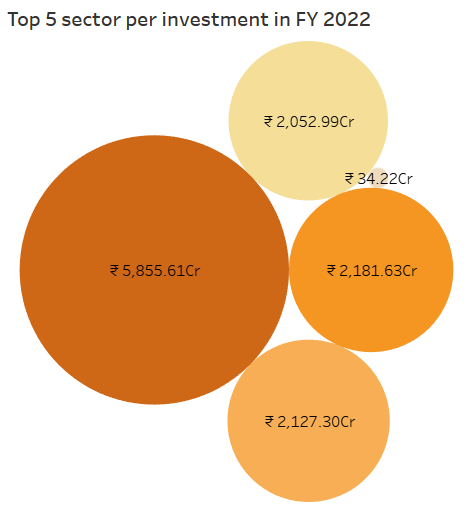 Top 5 sector per investment in FY 2022
₹ 2,052.99Cr
₹ 34.22Cr
₹ 5,855.61Cr
₹ 2,181.63Cr
₹ 2,127.30Cr